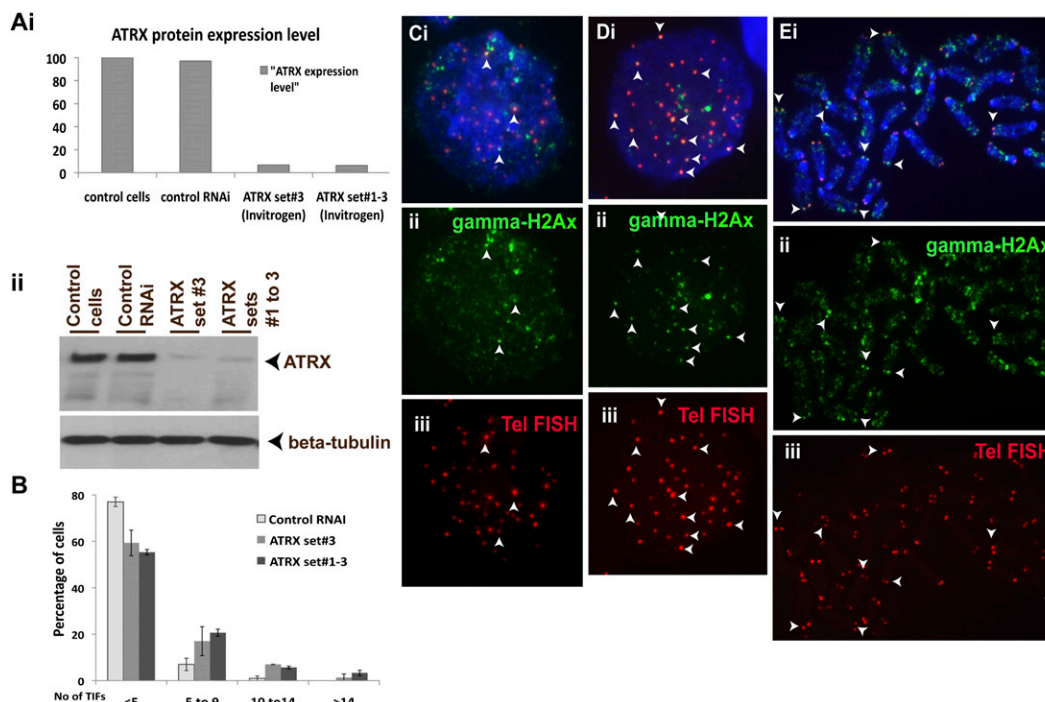 Ai
ATRX protein expression level
120
100
80
60
40
20
0
"ATRX expression level"
control cells
control RNAi
ATRX set#3 (Invitrogen)
ATRX set#1-3 (Invitrogen)
ii
Control cells
Control RNAi
ATRX set #3
ATRX sets #1 to 3
ATRX
beta-tubulin
B
Percentage of cells
80
60
40
20
0
Control RNAI
ATRX set#3
ATRX set#1-3
No of TIFs
<5
5 to 9
10 to14
>14
Ci
ii
gamma-H2Ax
iii
Tel FISH
Di
ii
gamma-H2Ax
iii
Tel FISH
Ei
ii
gamma-H2Ax
iii
Tel FISH